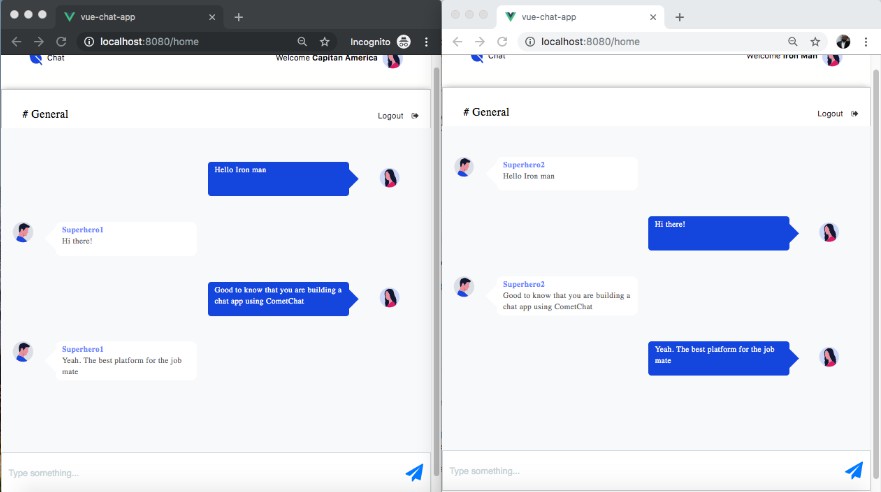 vue-chat-app
localhost:8080/home
Incognito
Chat
Welcome Capitan America
# General
Logout
Hello Iron man
Superhero1
Hi there!
Good to know that you are building a
chat app using CometChat
Superhero1
Yeah. The best platform for the job
mate
Type something...
vue-chat-app
localhost:8080/home
Chat
Welcome Iron Man
# General
Logout
Superhero2
Hello Iron man
Hi there!
Superhero2
Good to know that you are building a
chat app using CometChat
Yeah. The best platform for the job
mate
Type something...